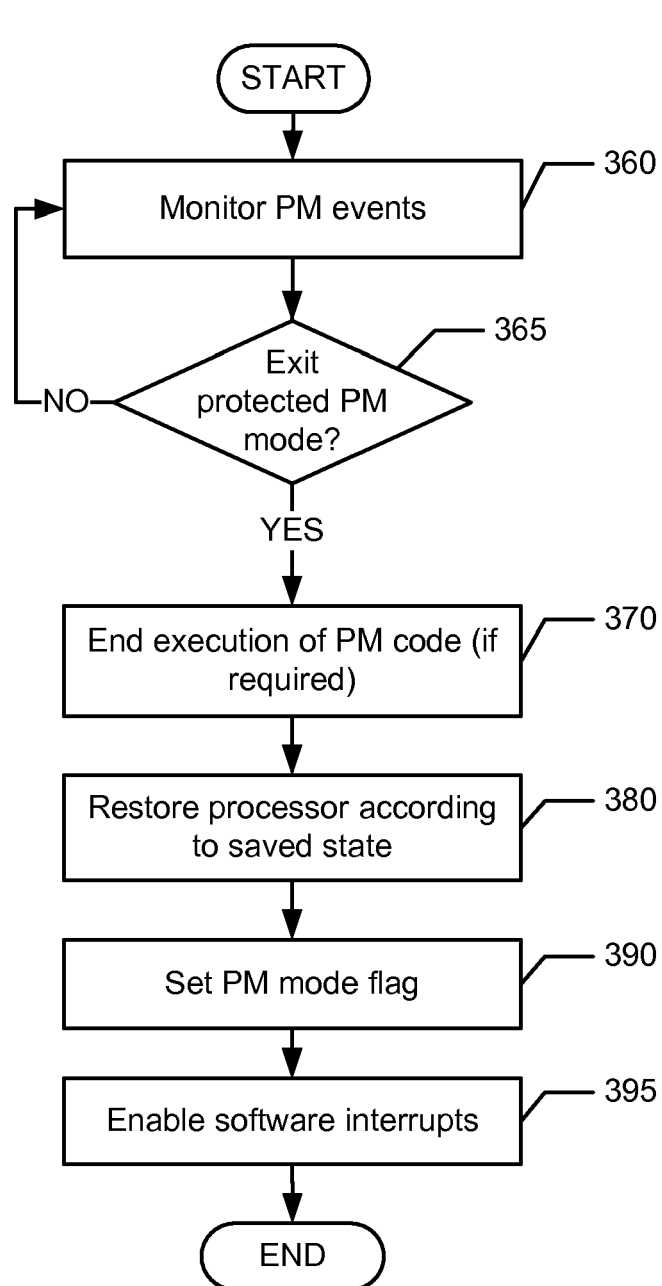 START
360
Monitor PM events
365
Exit
protected PM
mode?
NO
YES
370
End execution of PM code (if
required)
380
Restore processor according
to saved state
390
Set PM mode flag
395
Enable software interrupts
END